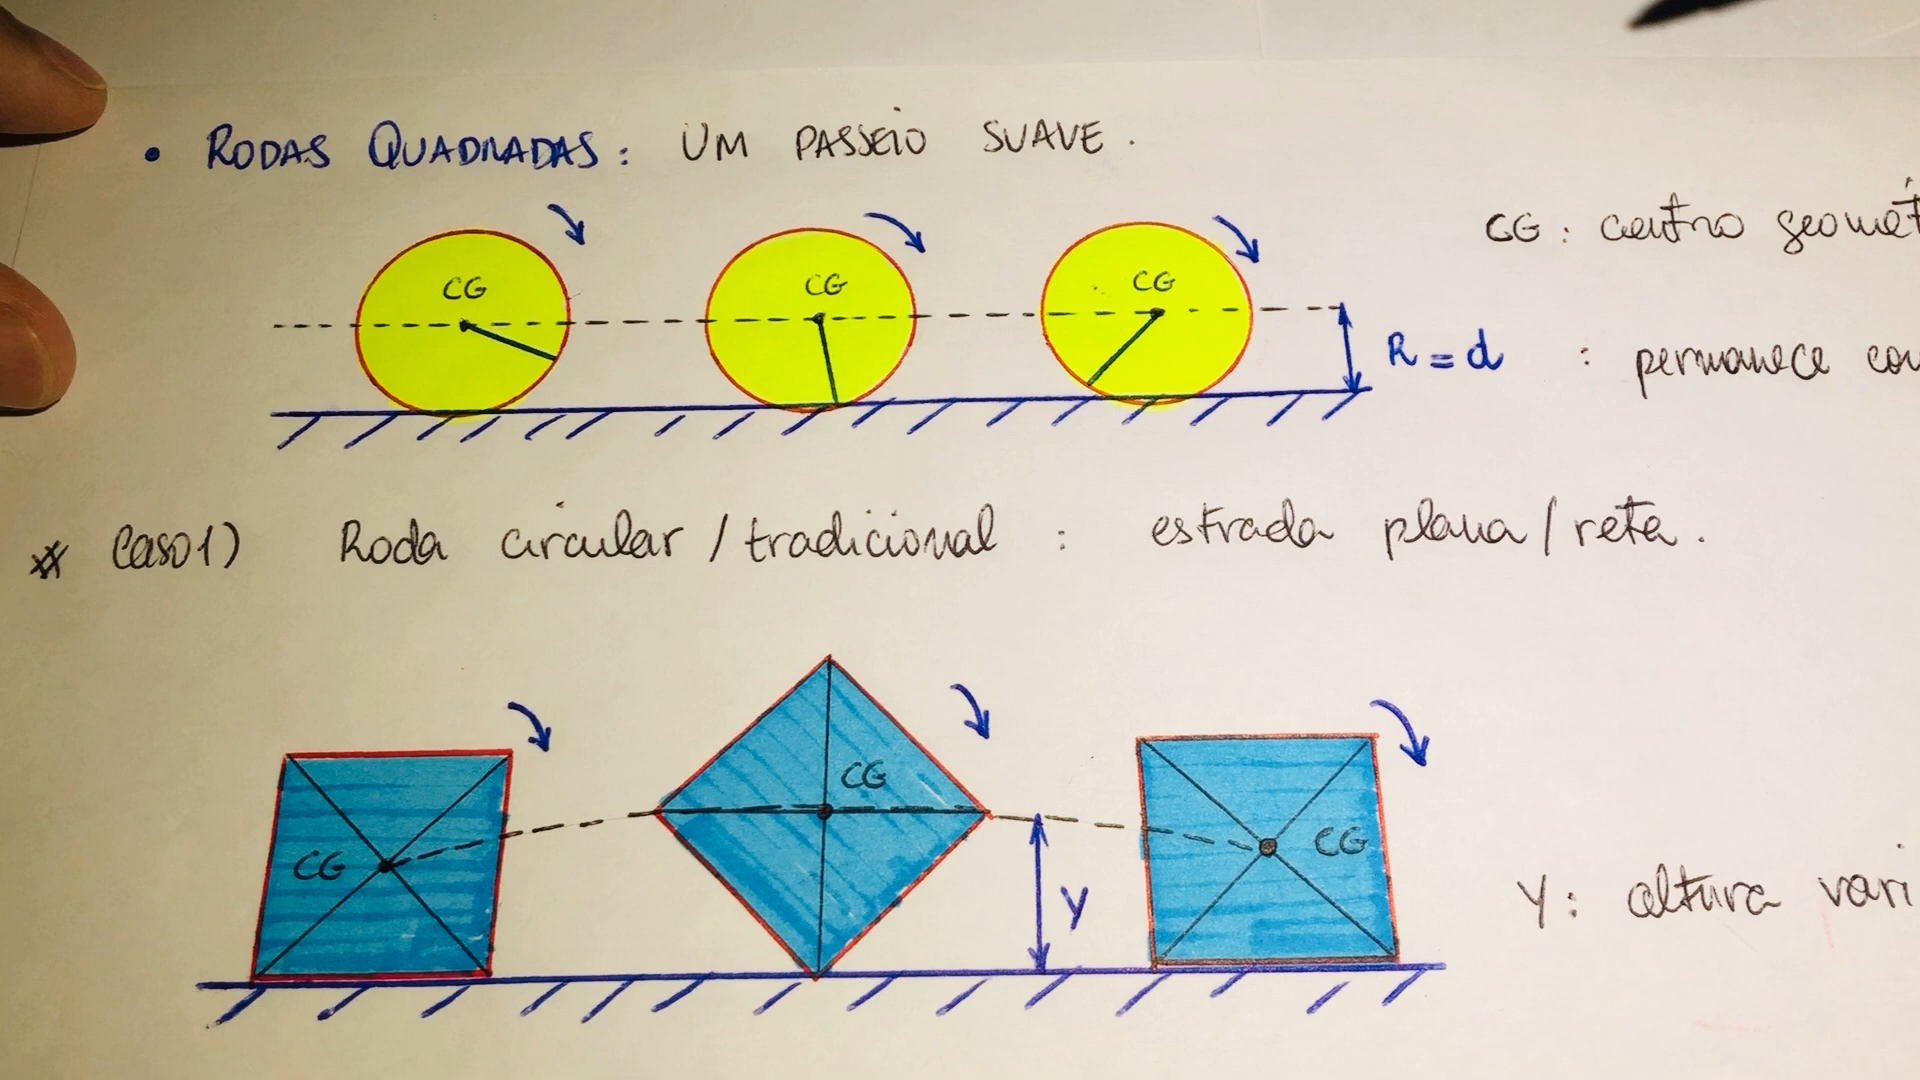 • RODAS QUADRADAS: UM PASSEIO SUAVE.
CG CG CG
CG: centro
R=d : permanece
* Caso 1) Roda circular / tradicional : estrada plana / reta.
CG CG CG
Y
Y: altura